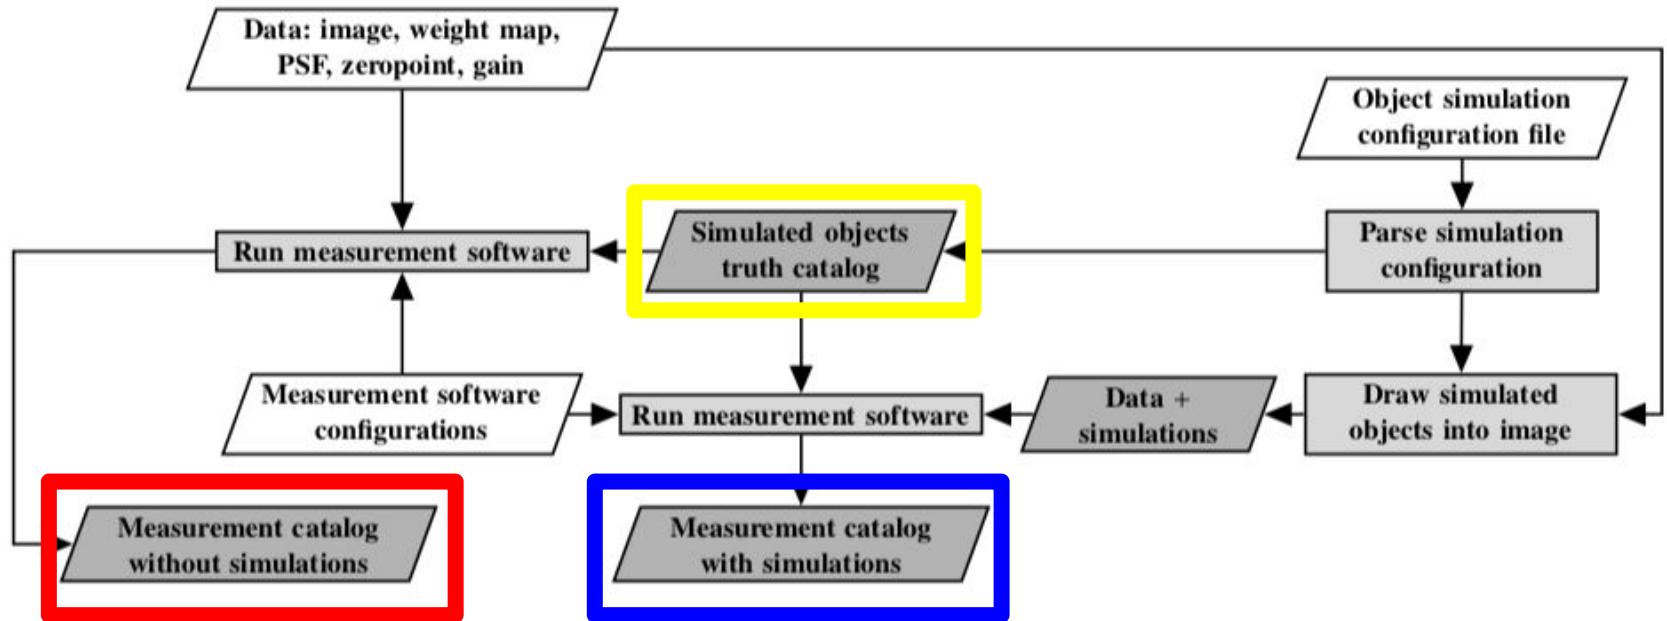 Data: image, weight map,
PSF, zeropoint, gain
Object simulation
configuration file
Run measurement software
Simulated objects
truth catalog
Parse simulation
configuration
Measurement software
configurations
Run measurement software
Data +
simulations
Draw simulated
objects into image
Measurement catalog
without simulations
Measurement catalog
with simulations